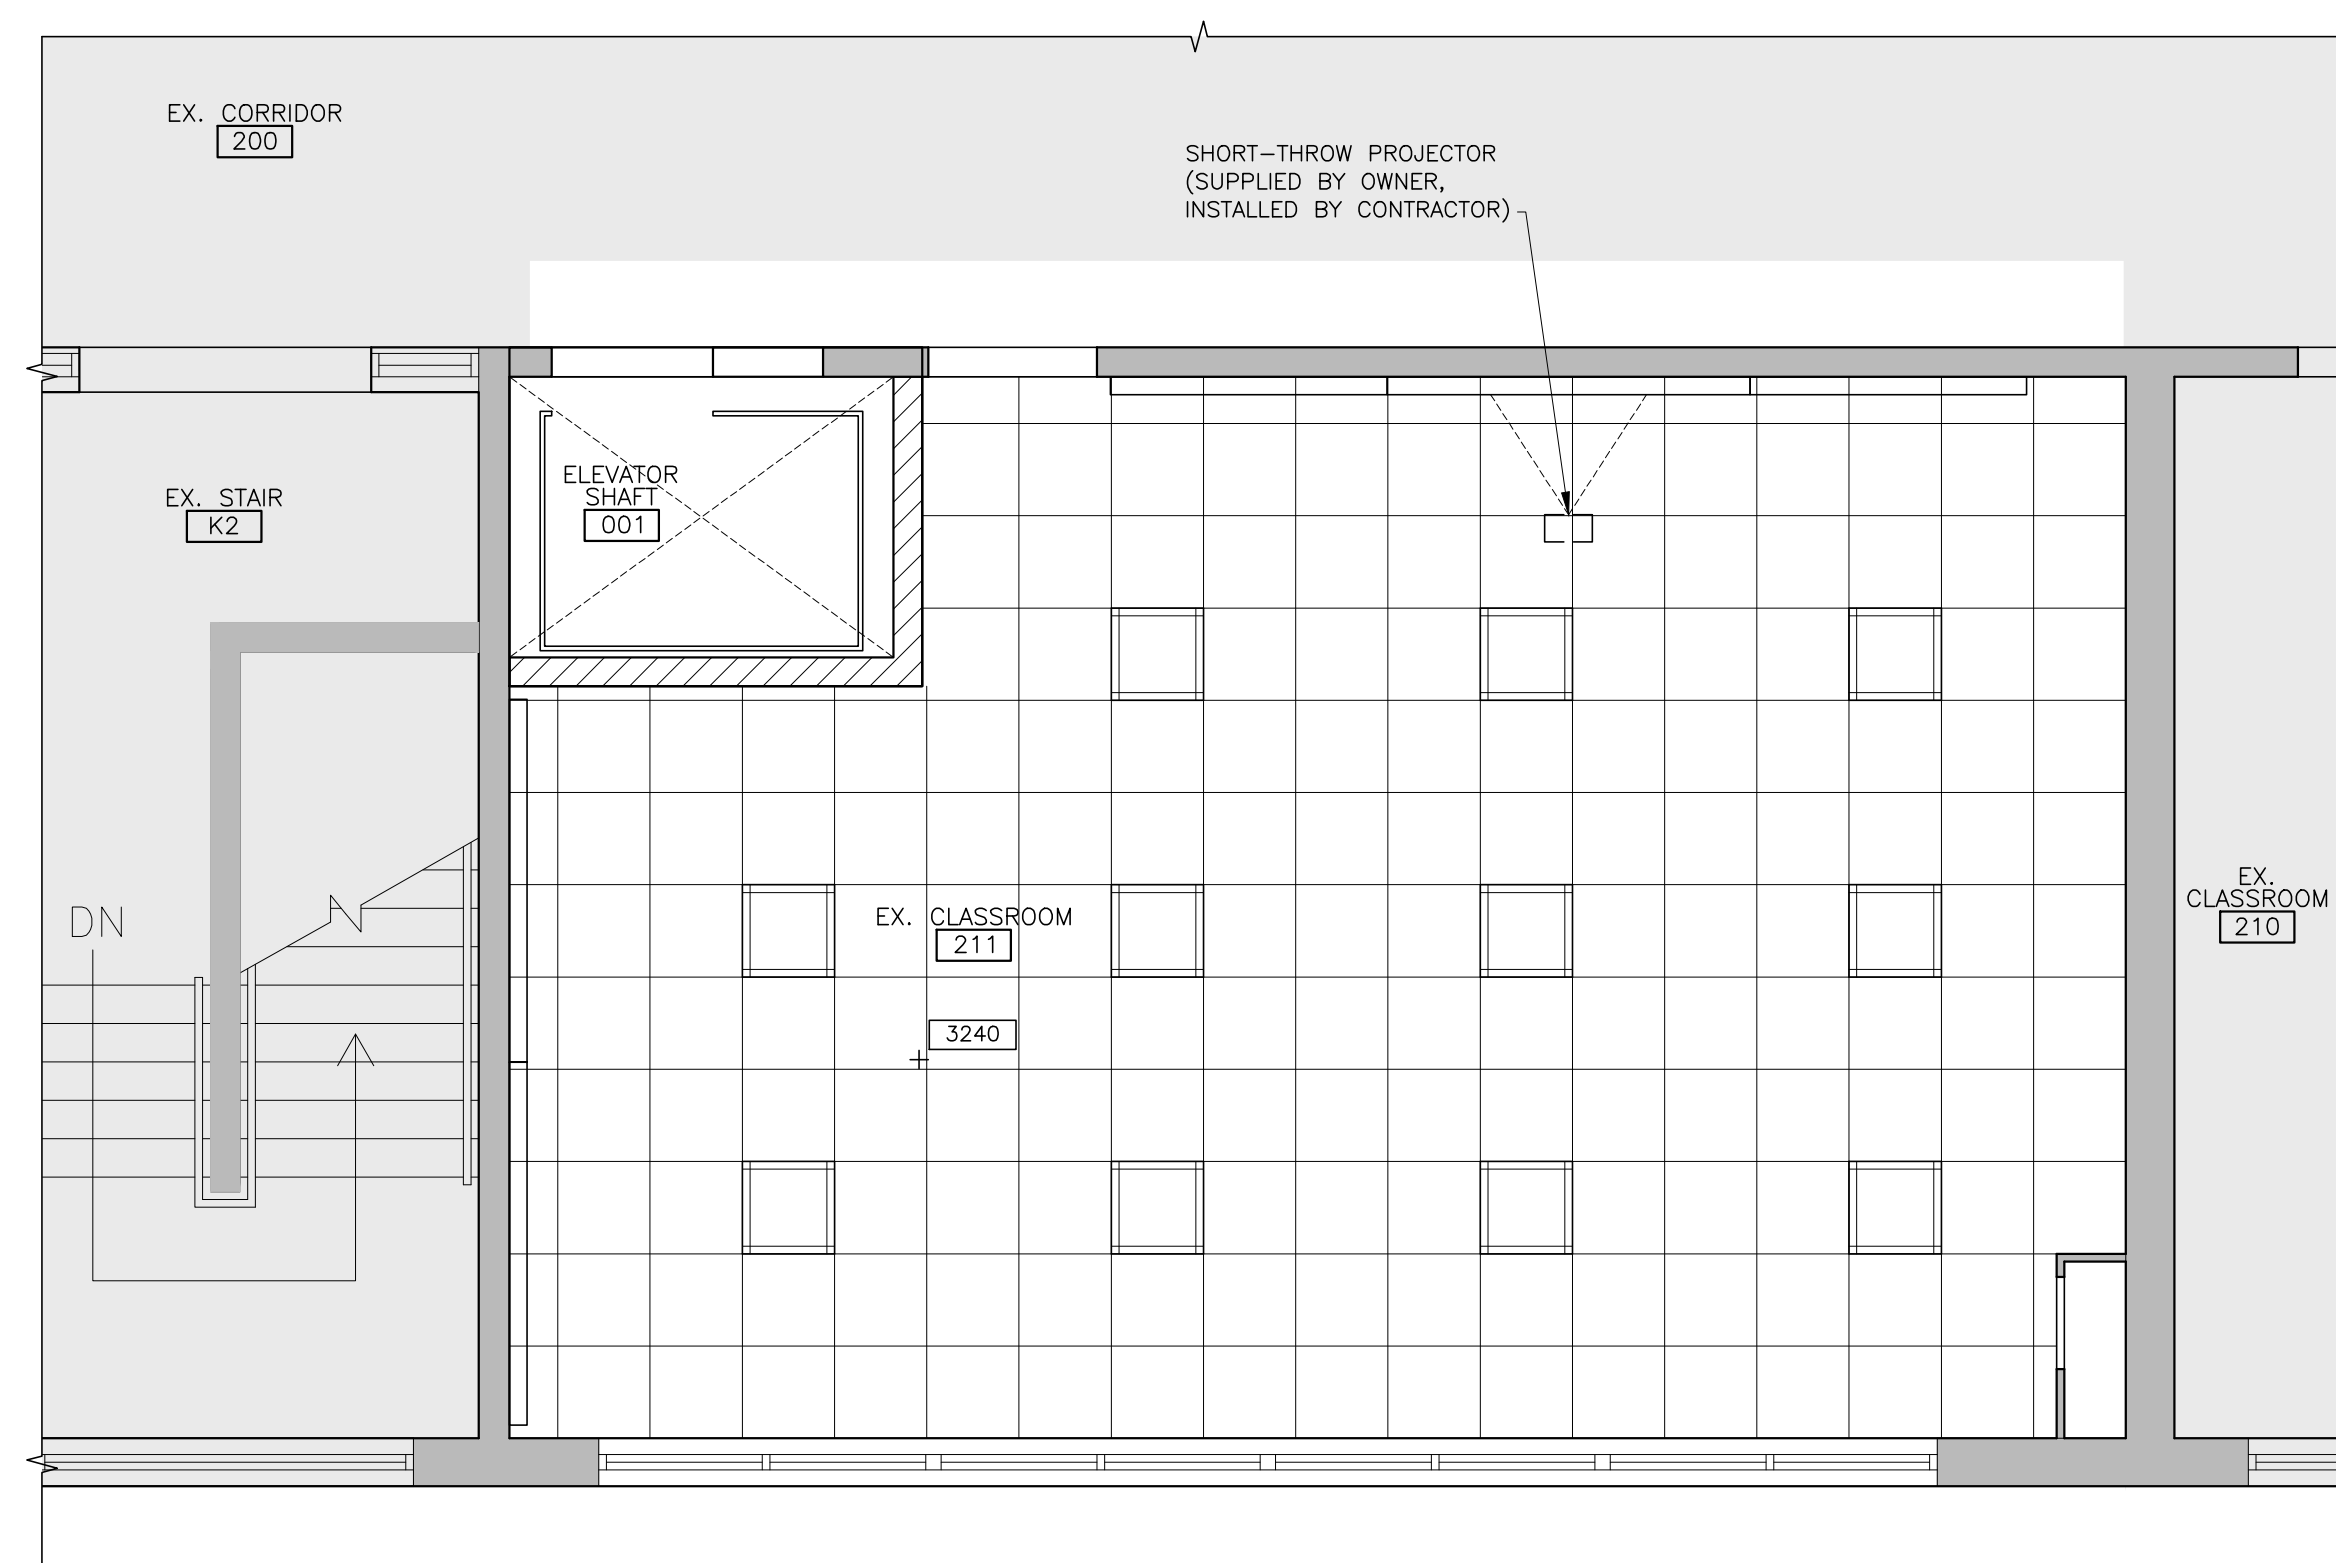 EX. CORRIDOR
200
SHORT-THROW PROJECTOR
(SUPPLIED BY OWNER,
INSTALLED BY CONTRACTOR)
EX. STAIR
K2
ELEVATOR
SHAFT
001
DN
EX. CLASSROOM
211
3240
EX.
CLASSROOM
210